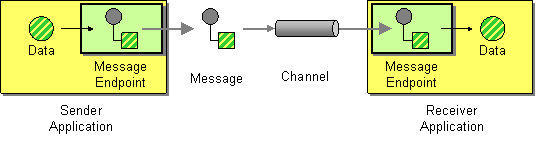 Data
Message
Endpoint
Message
Channel
Message
Endpoint
Data
Sender
Application
Receiver
Application